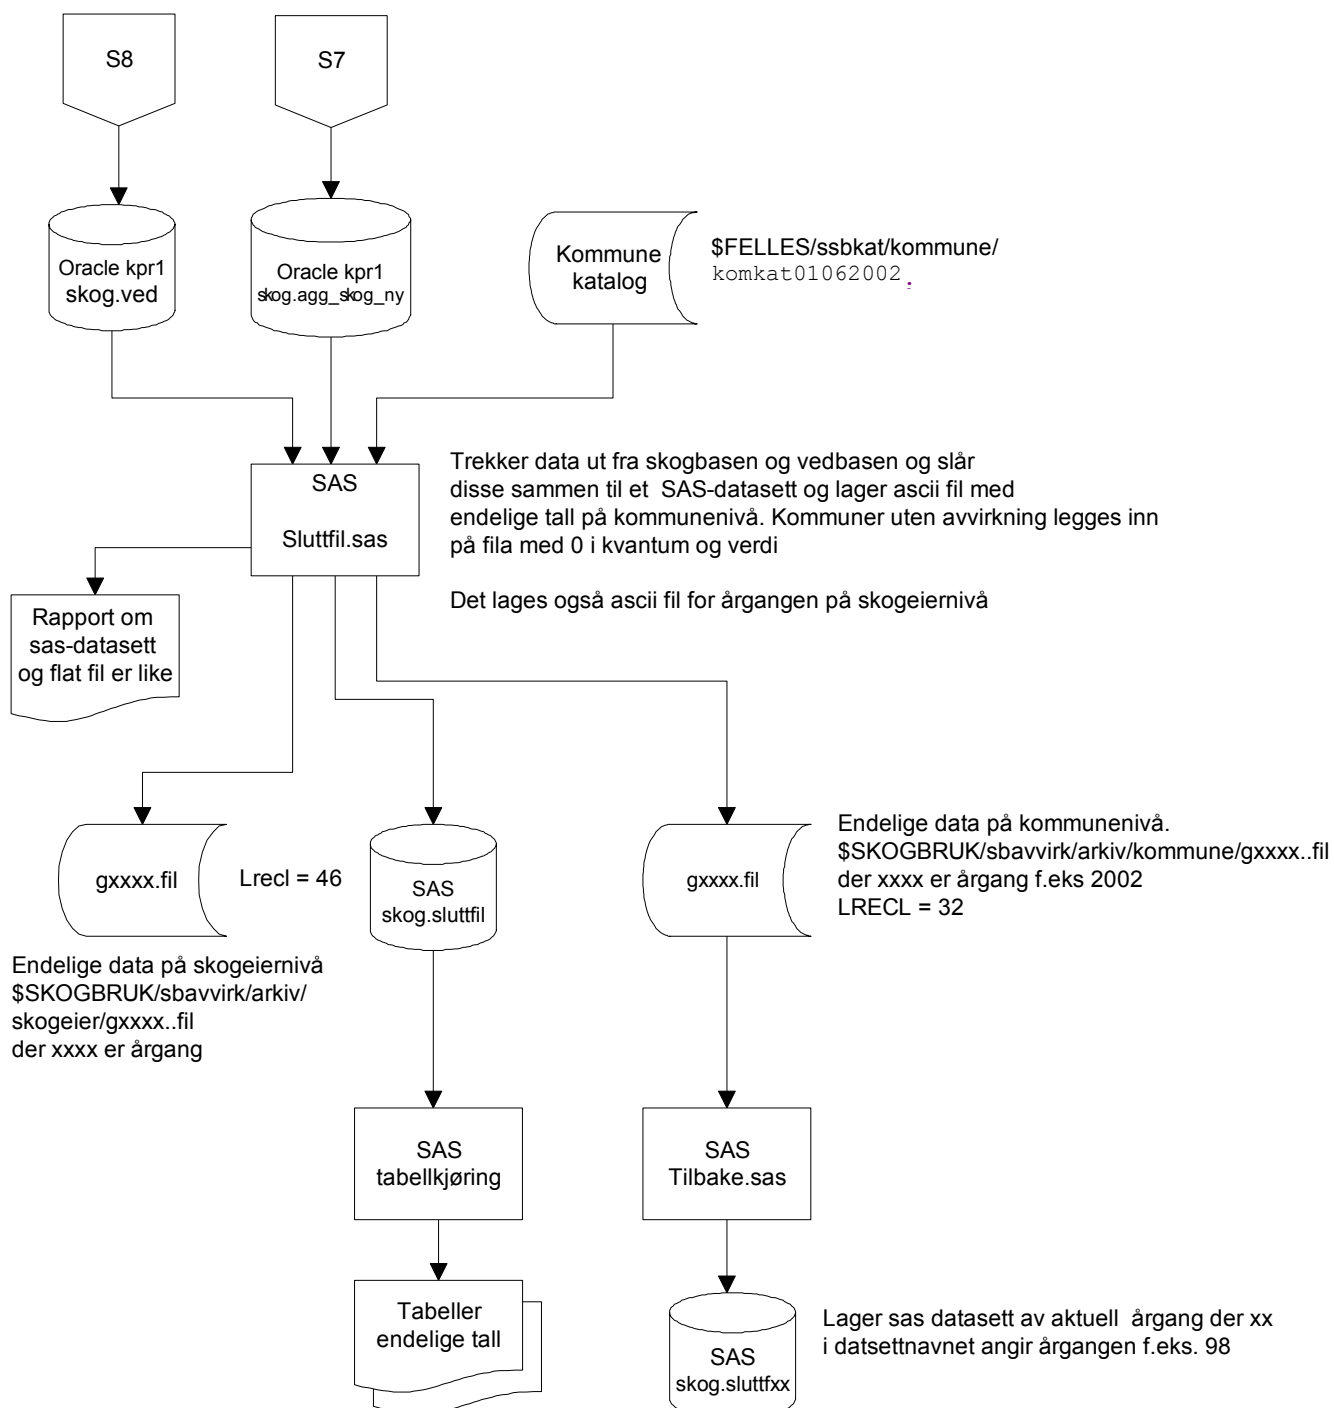 S8
S7
Oracle kpr1
skog.ved
Oracle kpr1
skog.agg_skog_ny
Kommune
katalog
$FELLES/ssbkat/kommune/
komkat01062002.
SAS
Sluttfil.sas
Trekker data ut fra skogbasen og vedbasen og slår
disse sammen til et SAS-datasett og lager ascii fil med
endelige tall på kommunenivå. Kommuner uten avvirkning legges inn
på fila med 0 i kvantum og verdi
Det lages også ascii fil for årgangen på skogeiernivå
Rapport om
sas-datasett
og flat fil er like
gxxxx.fil
Lrecl = 46
Endelige data på skogeiernivå
$SKOGBRUK/sbavvirk/arkiv/
skogeier/gxxxx..fil
der xxxx er årgang
SAS
skog.sluttfil
gxxxx.fil
Endelige data på kommunenivå.
$SKOGBRUK/sbavvirk/arkiv/kommune/gxxxx..fil
der xxxx er årgang f.eks 2002
LRECL = 32
SAS
tabellkjøring
SAS
Tilbake.sas
Tabeller
endelige tall
SAS
skog.sluttfxx
Lager sas datasett av aktuell årgang der xx
i datsettnavnet angir årgangen f.eks. 98